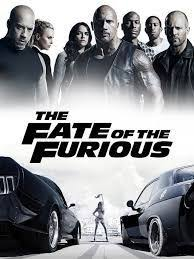 THE
FATE OF THE
FURIOUS